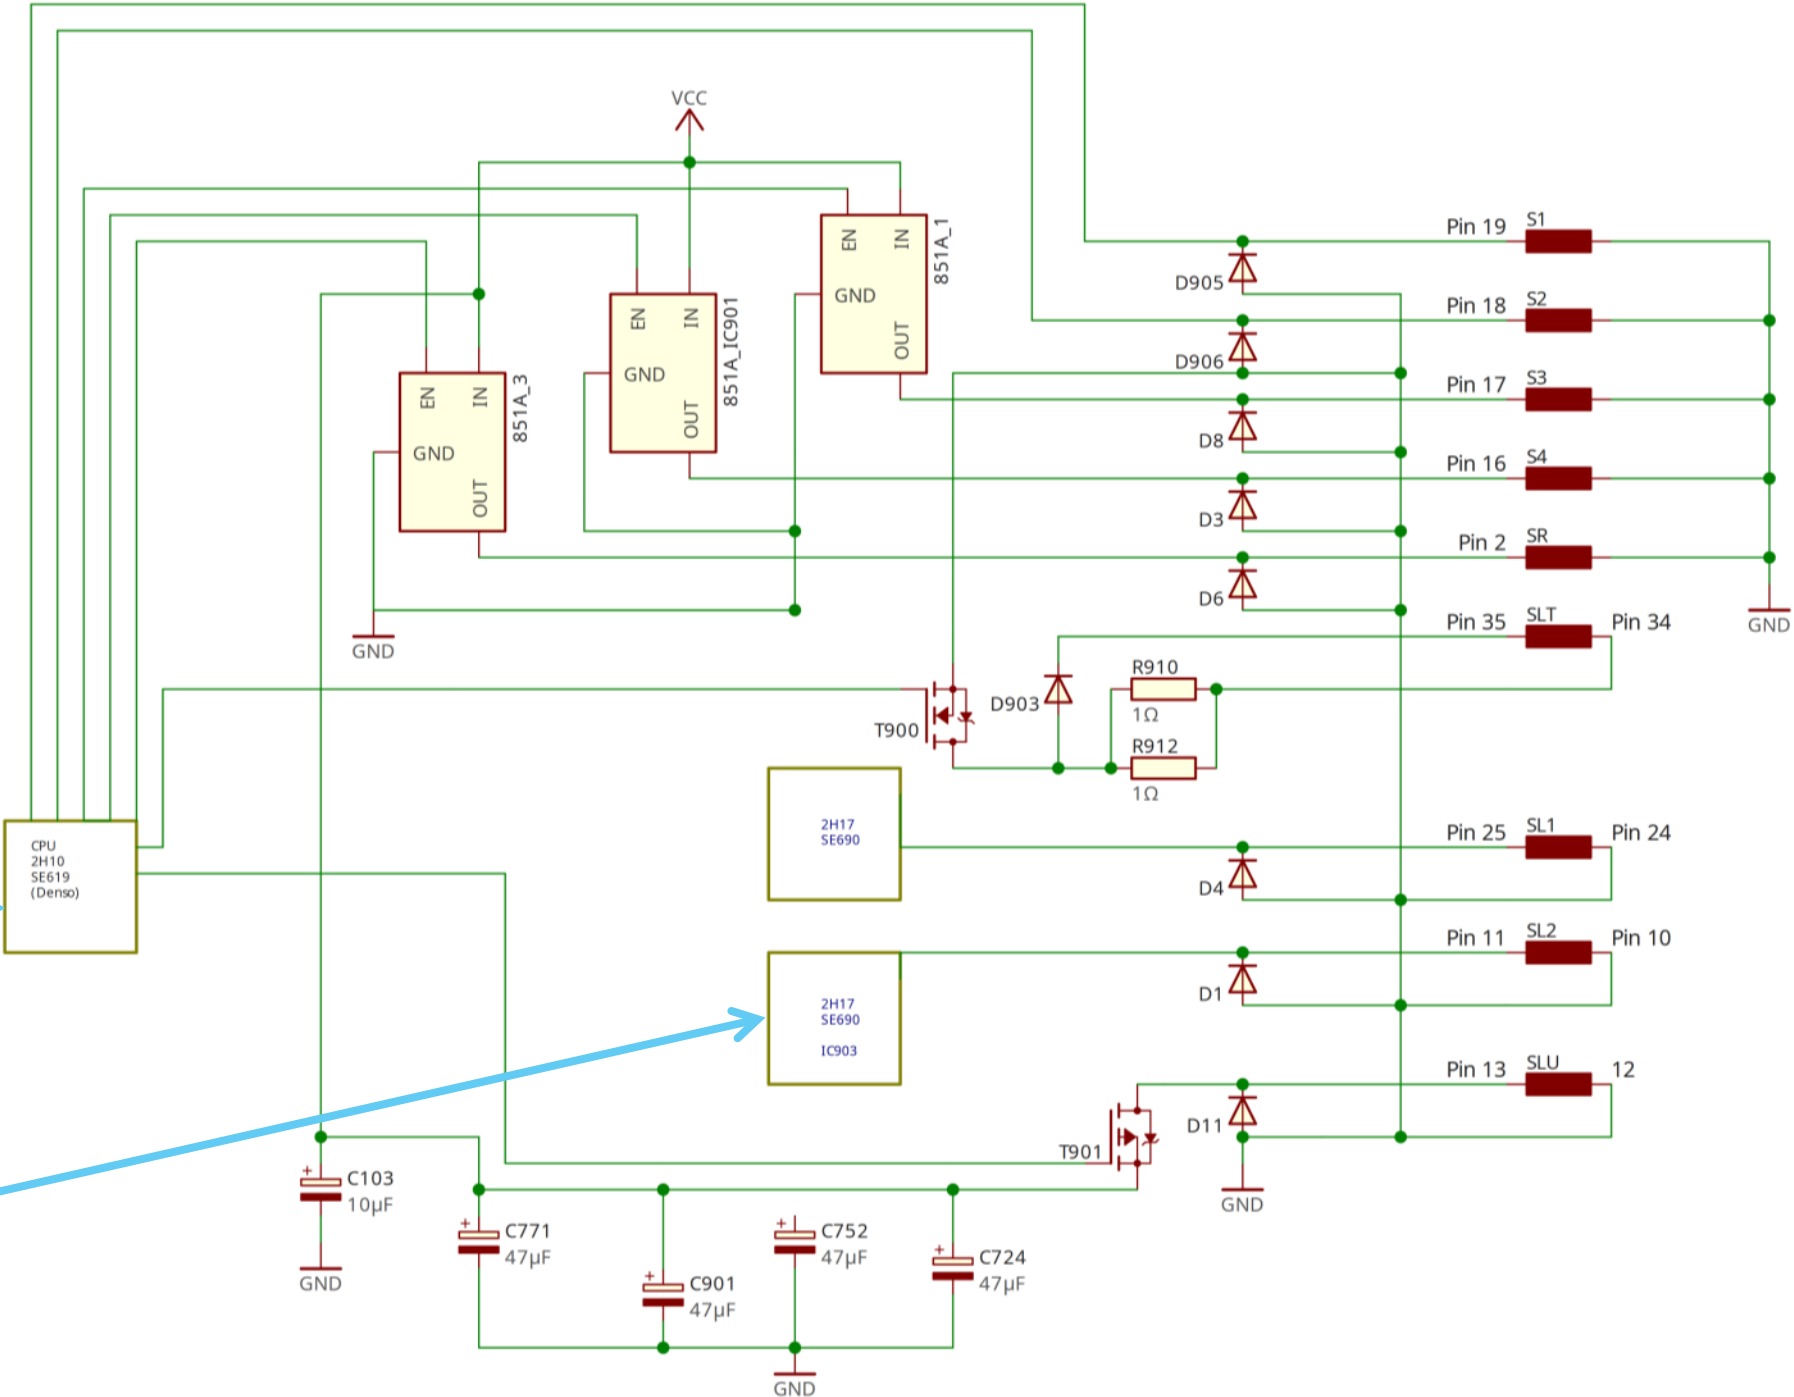 VCC
EN
IN
GND
OUT
851A_1
EN
IN
GND
OUT
851A_IC901
EN
IN
GND
OUT
851A_3
GND
Pin 19
S1
D905
Pin 18
S2
D906
Pin 17
S3
D8
Pin 16
S4
D3
Pin 2
SR
D6
GND
Pin 35
SLT
Pin 34
R910
1Ω
D903
T900
R912
1Ω
CPU
2H10
SE619
(Denso)
2H17
SE690
Pin 25
SL1
Pin 24
D4
Pin 11
SL2
Pin 10
D1
2H17
SE690
IC903
Pin 13
SLU
12
D11
T901
GND
+
C103
10µF
GND
+
C771
47µF
+
C901
47µF
+
C752
47µF
+
C724
47µF
GND